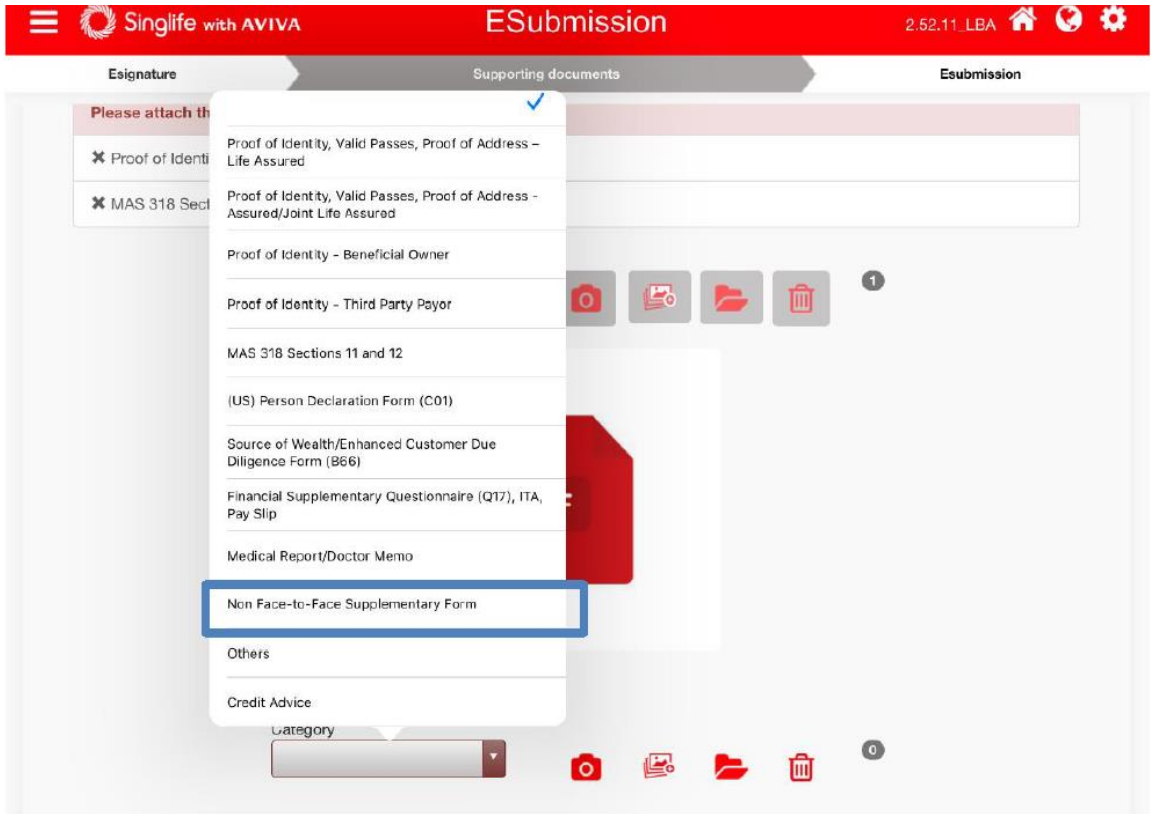 Singlife with AVIVA
ESubmission
2.52.11_LBA
Esignature
Supporting documents
Esubmission
Please attach th
Proof of Identi
MAS 318 Sect
Proof of Identity, Valid Passes, Proof of Address –
Life Assured
Proof of Identity, Valid Passes, Proof of Address -
Assured/Joint Life Assured
Proof of Identity - Beneficial Owner
Proof of Identity - Third Party Payor
MAS 318 Sections 11 and 12
(US) Person Declaration Form (C01)
Source of Wealth/Enhanced Customer Due
Diligence Form (B66)
Financial Supplementary Questionnaire (Q17), ITA,
Pay Slip
Medical Report/Doctor Memo
Non Face-to-Face Supplementary Form
Others
Credit Advice
1
Category
0